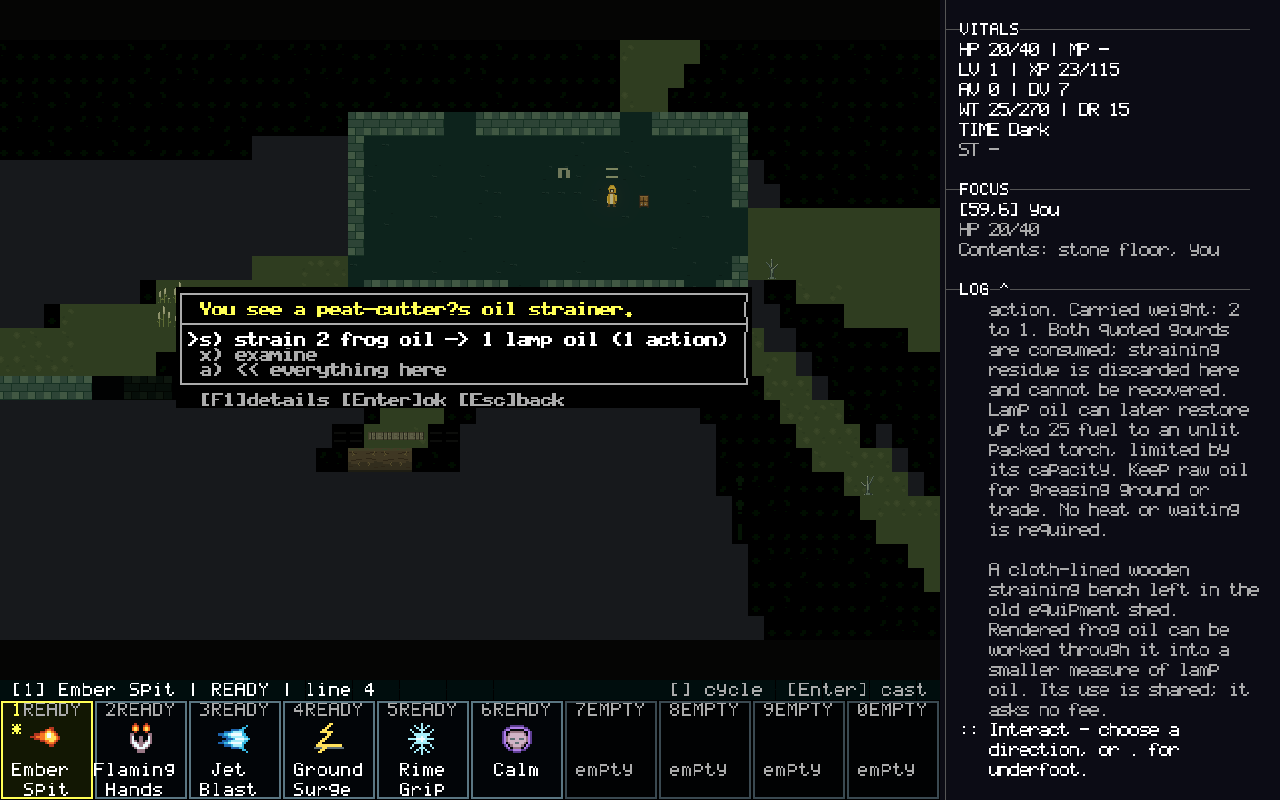 VITALS
HP 20/40 | MP -
LV 1 | XP 23/115
AV 0 | DV 7
WT 25/270 | DR 15
TIME Dark
ST -
FOCUS
[59,6] You
HP 20/40
Contents: stone floor, You
LOG ^
action. Carried weight: 2
to 1. Both quoted gourds
are consumed; straining
residue is discarded here
and cannot be recovered.
Lamp oil can later restore
up to 25 fuel to an unlit
Packed torch, limited by
its capacity. Keep raw oil
for greasing ground or
trade. No heat or waiting
is required.
A cloth-lined wooden
straining bench left in the
old equipment shed.
Rendered frog oil can be
worked through it into a
smaller measure of lamp
oil. Its use is shared; it
asks no fee.
:: Interact - choose a
direction, or . for
underfoot.
n
=
You see a peat-cutter?s oil strainer.
>s) strain 2 frog oil -> 1 lamp oil (1 action)
x) examine
a) << everything here
[F1]details [Enter]ok [Esc]back
[1] Ember Spit | READY | line 4
[] cycle [Enter] cast
1READY 2READY 3READY 4READY 5READY 6READY 7EMPTY 8EMPTY 9EMPTY 0EMPTY
*
Ember Spit
Flaming Hands
Jet Blast
Ground Surge
Rime Grip
Calm
empty
empty
empty
empty